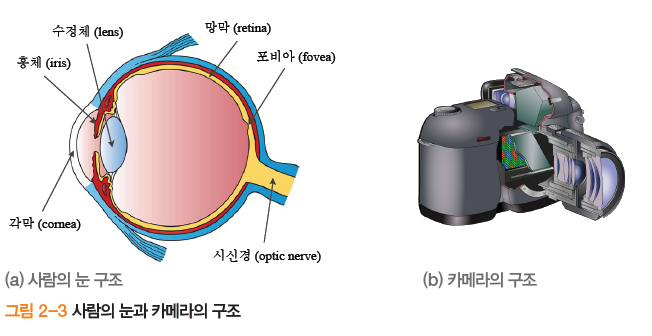 수경체 (lens)
망막 (retina)
홍체 (iris)
포비아 (fovea)
각막 (cornea)
시신경 (optic nerve)
(a) 사람의 눈 구조
(b) 카메라의 구조
그림 2-3 사람의 눈과 카메라의 구조